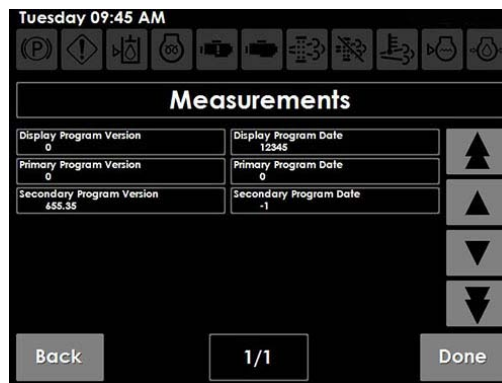 Tuesday 09:45 AM
(P)
Measurements
Display Program Version
0
Display Program Date
12345
Primary Program Version
0
Primary Program Date
0
Secondary Program Version
655.35
Secondary Program Date
-1
Back
1/1
Done